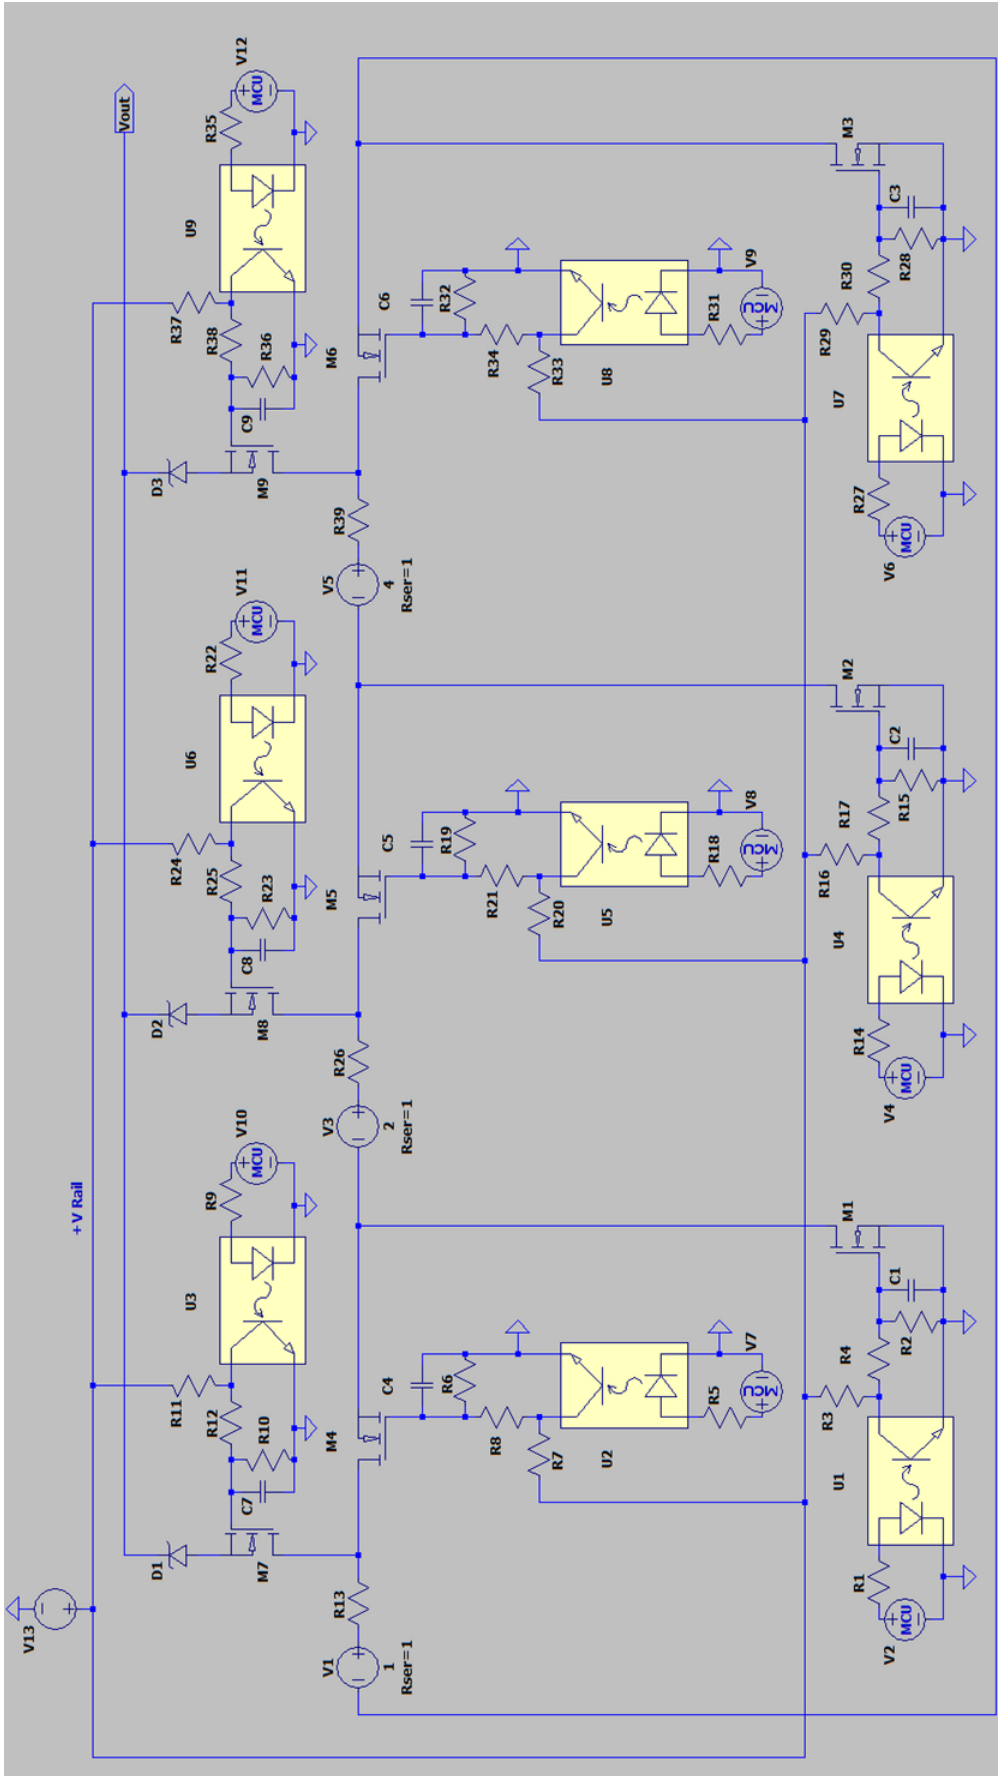 V13
+V Rail
Vout
D1
D2
D3
R11
R24
R37
U3
U6
U9
R12
R9
R25
R22
R38
R35
C7
V10
C8
V11
C9
V12
MCU
MCU
MCU
M7
R10
M8
R23
M9
R36
V1
R13
M4
V3
R26
M5
V5
R39
M6
1
C4
2
C5
4
C6
Rser=1
Rser=1
Rser=1
R6
R19
R32
R8
R21
R34
R7
R20
R33
U2
U5
U8
R5
R18
R31
V7
V8
V9
MCU
MCU
MCU
R3
R16
R29
U1
R4
M1
U4
R17
M2
U7
R30
M3
R1
R14
R27
V2
C1
V4
C2
V6
C3
R2
R15
R28
MCU
MCU
MCU